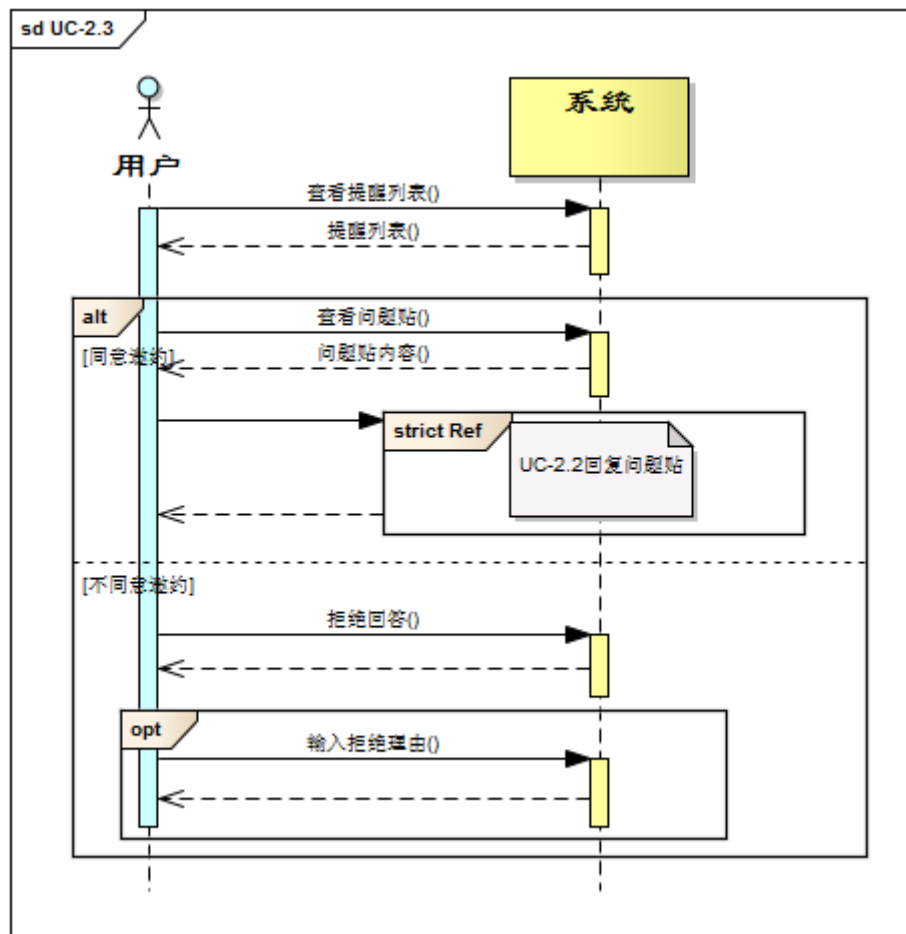 sd UC-2.3
系统
用户
查看提醒列表()
提醒列表()
alt
查看问题贴()
[同意邀约]
问题贴内容()
strict Ref
UC-2.2回复问题贴
[不同意邀约]
拒绝回答()
opt
输入拒绝理由()